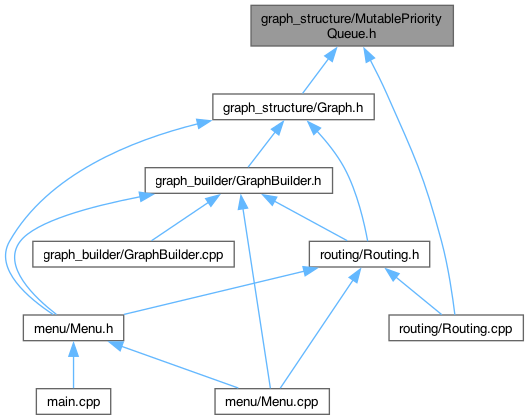 graph_structure/MutablePriority
Queue.h
graph_structure/Graph.h
graph_builder/GraphBuilder.h
graph_builder/GraphBuilder.cpp
routing/Routing.h
menu/Menu.h
routing/Routing.cpp
main.cpp
menu/Menu.cpp